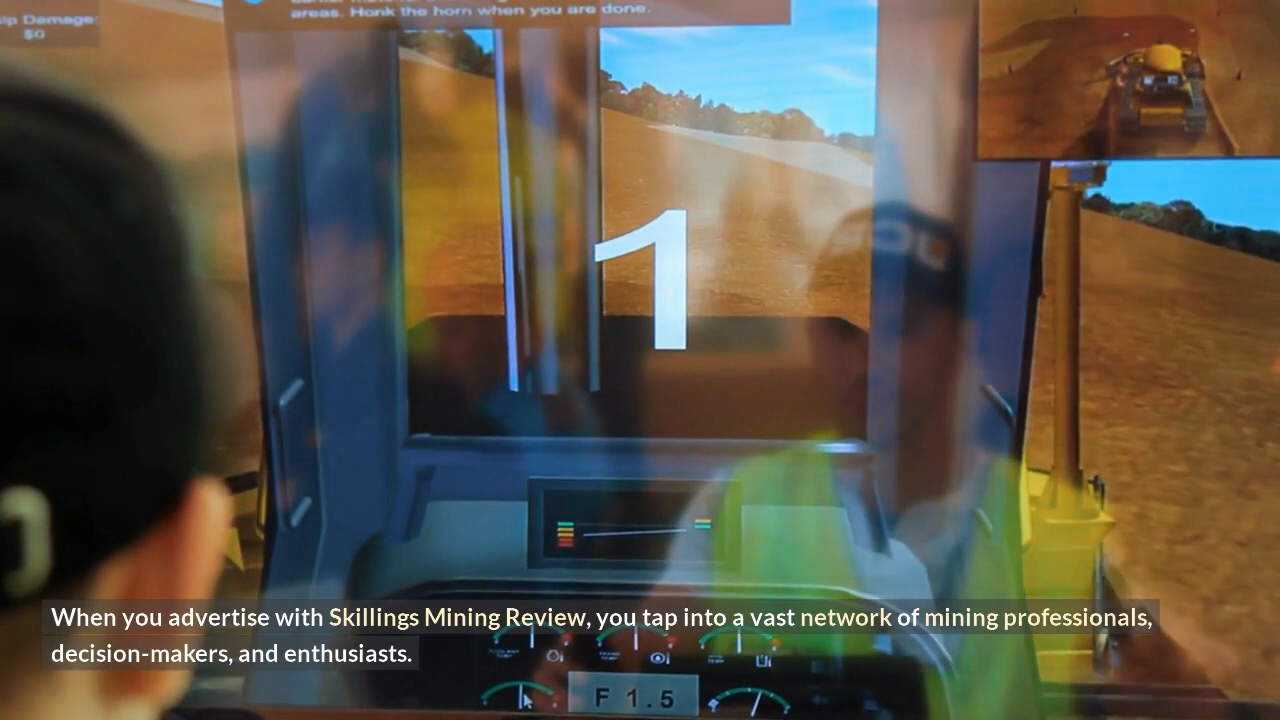 areas. Honk the horn when you are done.
Damage:
$0
1
When you advertise with Skillings Mining Review, you tap into a vast network of mining professionals,
decision-makers, and enthusiasts.
F 1.5